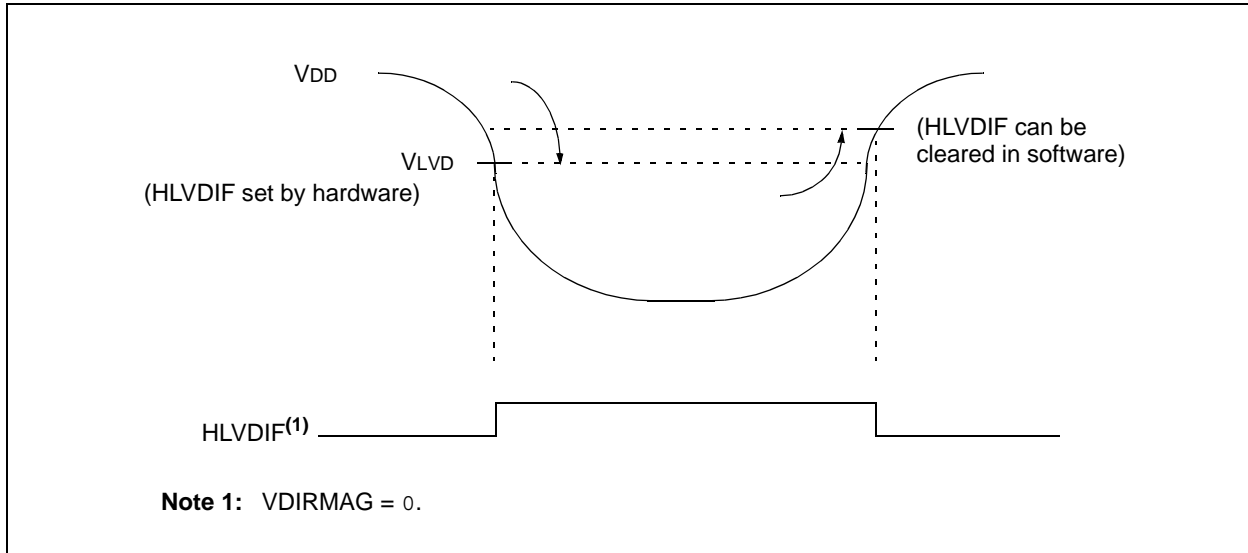 VDD
(HLVDIF can be
cleared in software)
VLVD
(HLVDIF set by hardware)
HLVDIF(1)
Note 1: VDIRMAG = 0.